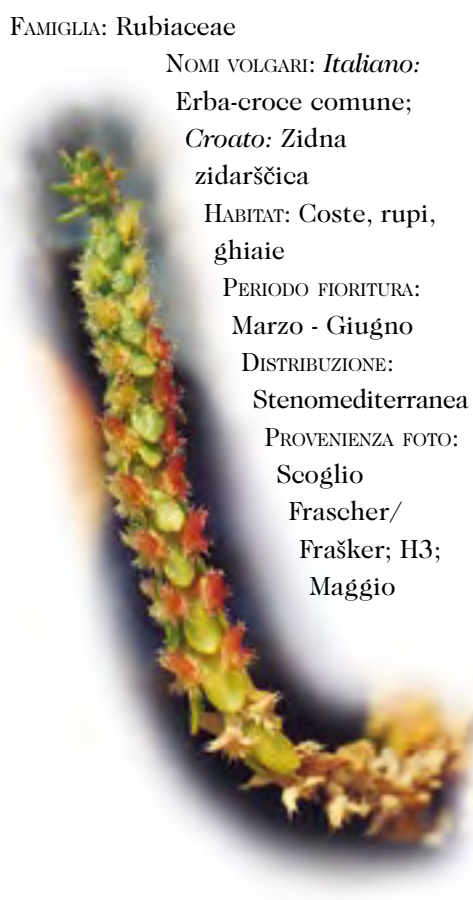 FAMIGLIA: Rubiaceae
NOMI VOLGARI: Italiano:
Erba-croce comune;
Croato: Zidna
zidarščica
HABITAT: Coste, rupi,
ghiaie
PERIODO FIORITURA:
Marzo - Giugno
DISTRIBUZIONE:
Stenomediterranea
PROVENIENZA FOTO:
Scoglio
Frascher/
Frašker; H3;
Maggio